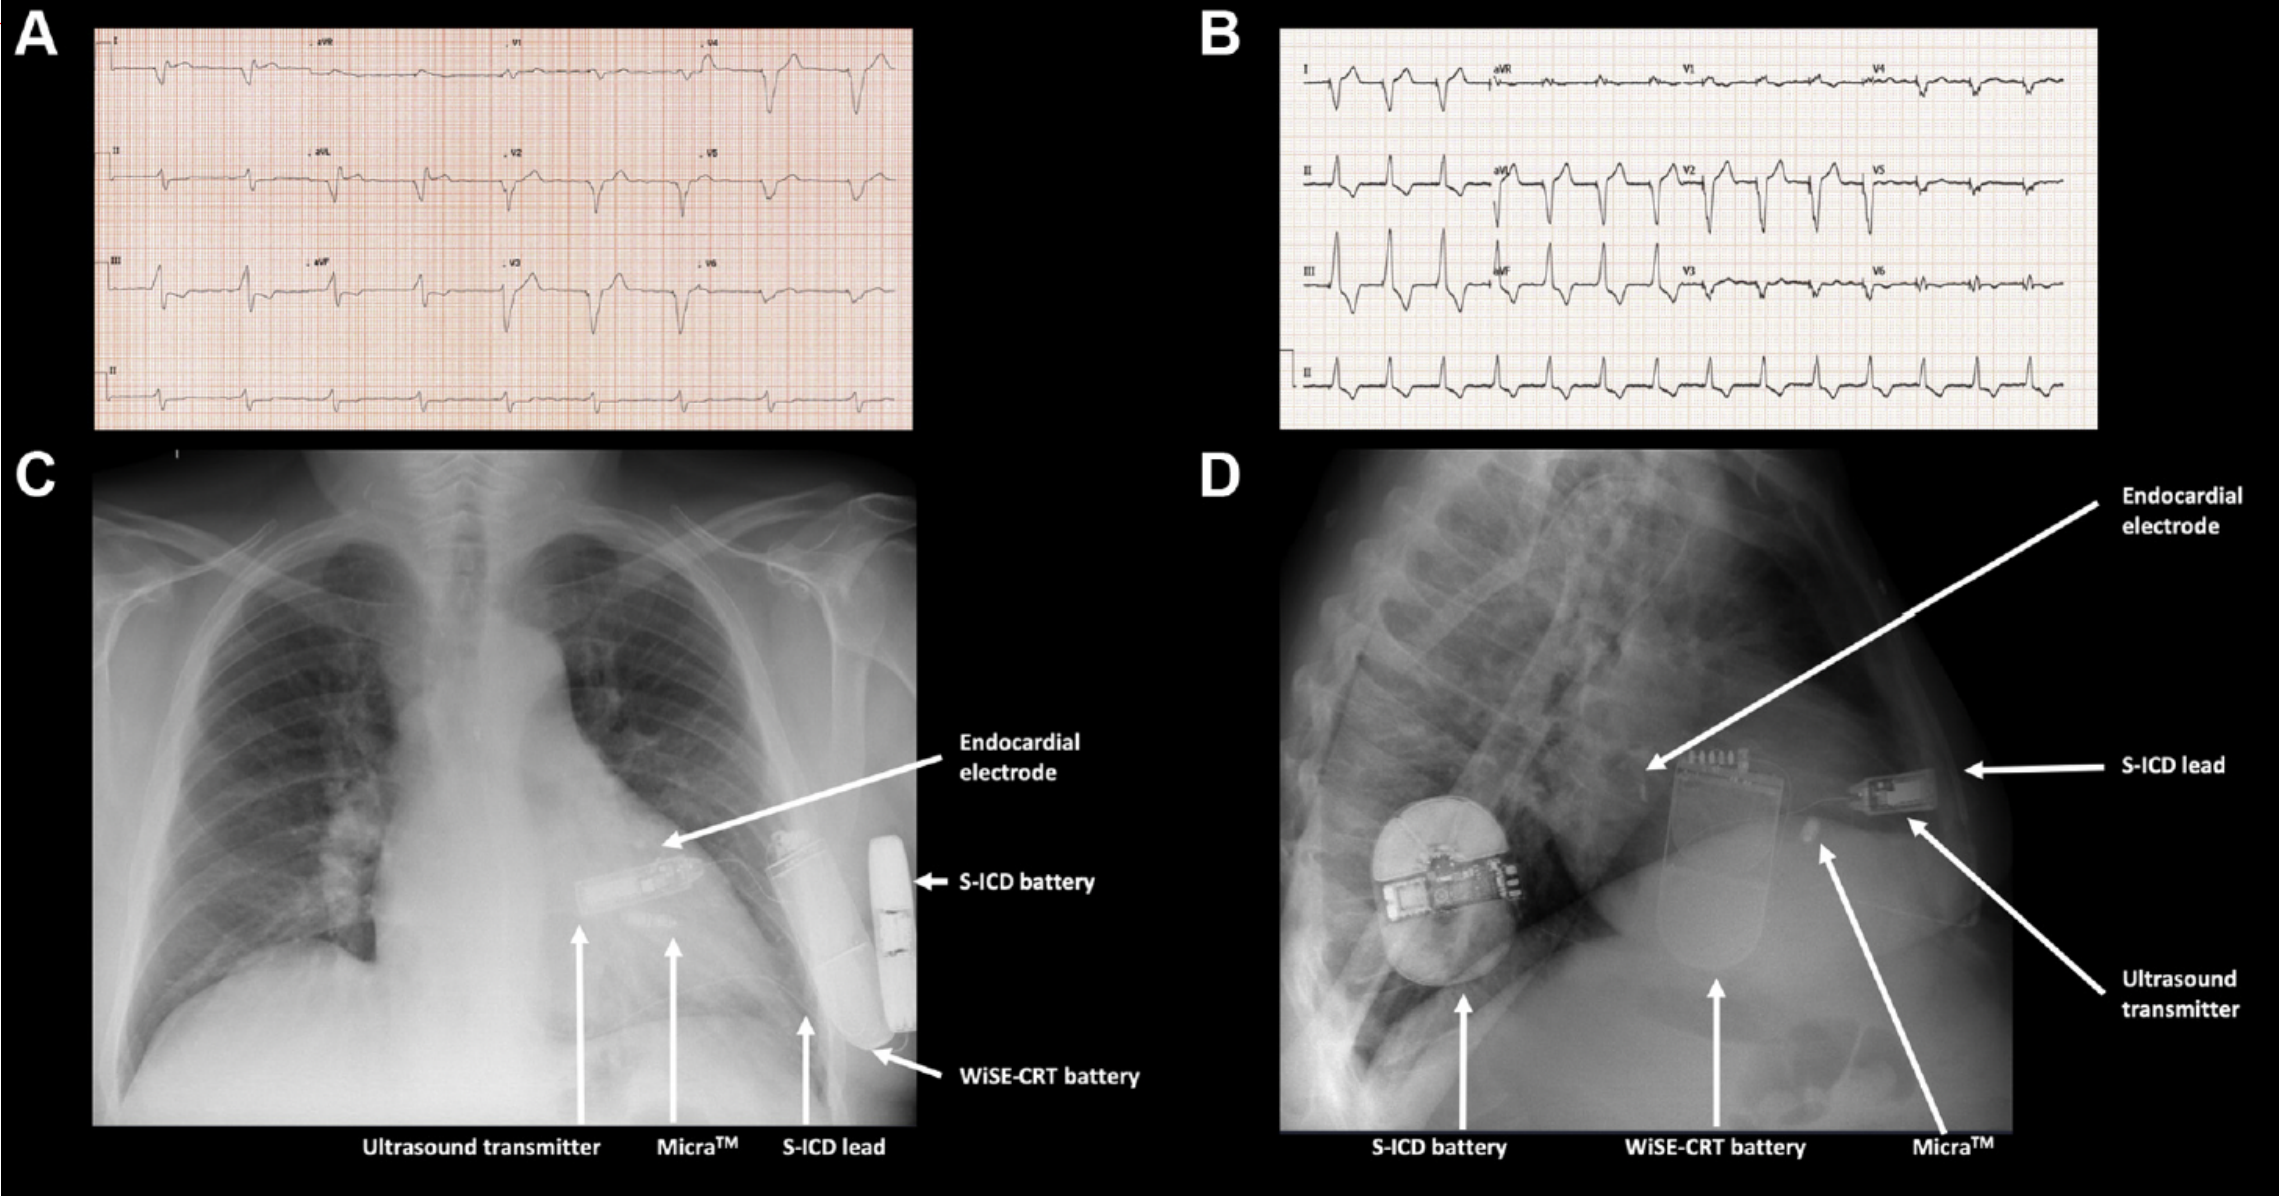 A
B
I
aVR
V1
V4
II
aVL
V2
V5
III
aVF
V3
V6
II
I
aVR
V1
V4
II
aVL
V2
V5
III
aVF
V3
V6
II
C
D
Endocardial
electrode
S-ICD battery
WiSE-CRT battery
Ultrasound transmitter
Micra™
S-ICD lead
Endocardial
electrode
S-ICD lead
Ultrasound
transmitter
S-ICD battery
WiSE-CRT battery
Micra™